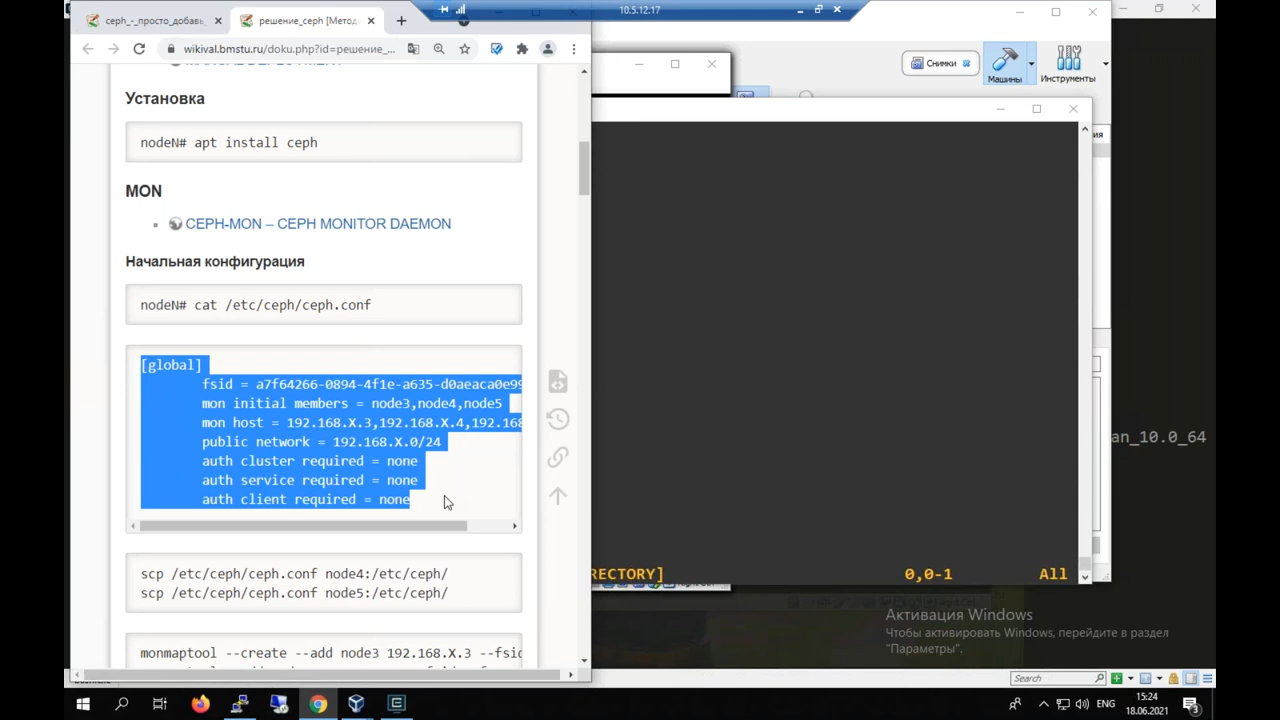 10.5.12.17
ceph_-_просто_добавь_
решение_ceph [Метод
wikival.bmstu.ru/doku.php?id=решение_...
Снимки
Машины
Инструменты
Установка
nodeN# apt install ceph
MON
CEPH-MON – CEPH MONITOR DAEMON
Начальная конфигурация
nodeN# cat /etc/ceph/ceph.conf
[global]
fsid = a7f64266-0894-4f1e-a635-d0aeaca0e99
mon initial members = node3,node4,node5
mon host = 192.168.X.3,192.168.X.4,192.168
public network = 192.168.X.0/24
auth cluster required = none
auth service required = none
auth client required = none
scp /etc/ceph/ceph.conf node4:/etc/ceph/
scp /etc/ceph/ceph.conf node5:/etc/ceph/
monmaptool --create --add node3 192.168.X.3 --fsid
ия
an_10.0_64
RECTORY]
0,0-1
All
Активация Windows
Чтобы активировать Windows, перейдите в раздел
"Параметры".
Search
ENG
15:24
18.06.2021
3